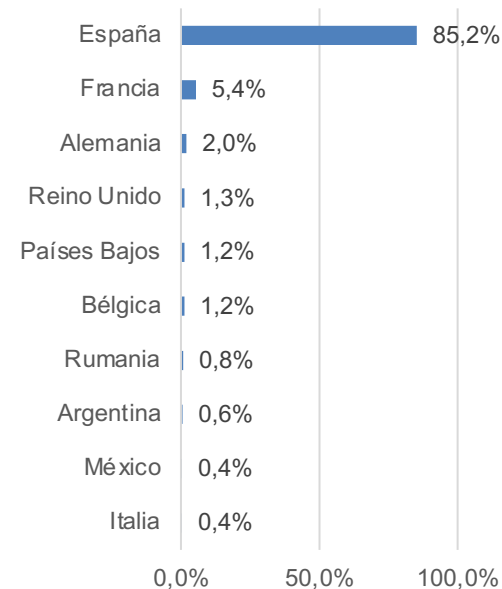 España 85,2%
Francia 5,4%
Alemania 2,0%
Reino Unido 1,3%
Países Bajos 1,2%
Bélgica 1,2%
Rumania 0,8%
Argentina 0,6%
México 0,4%
Italia 0,4%
0,0% 50,0% 100,0%